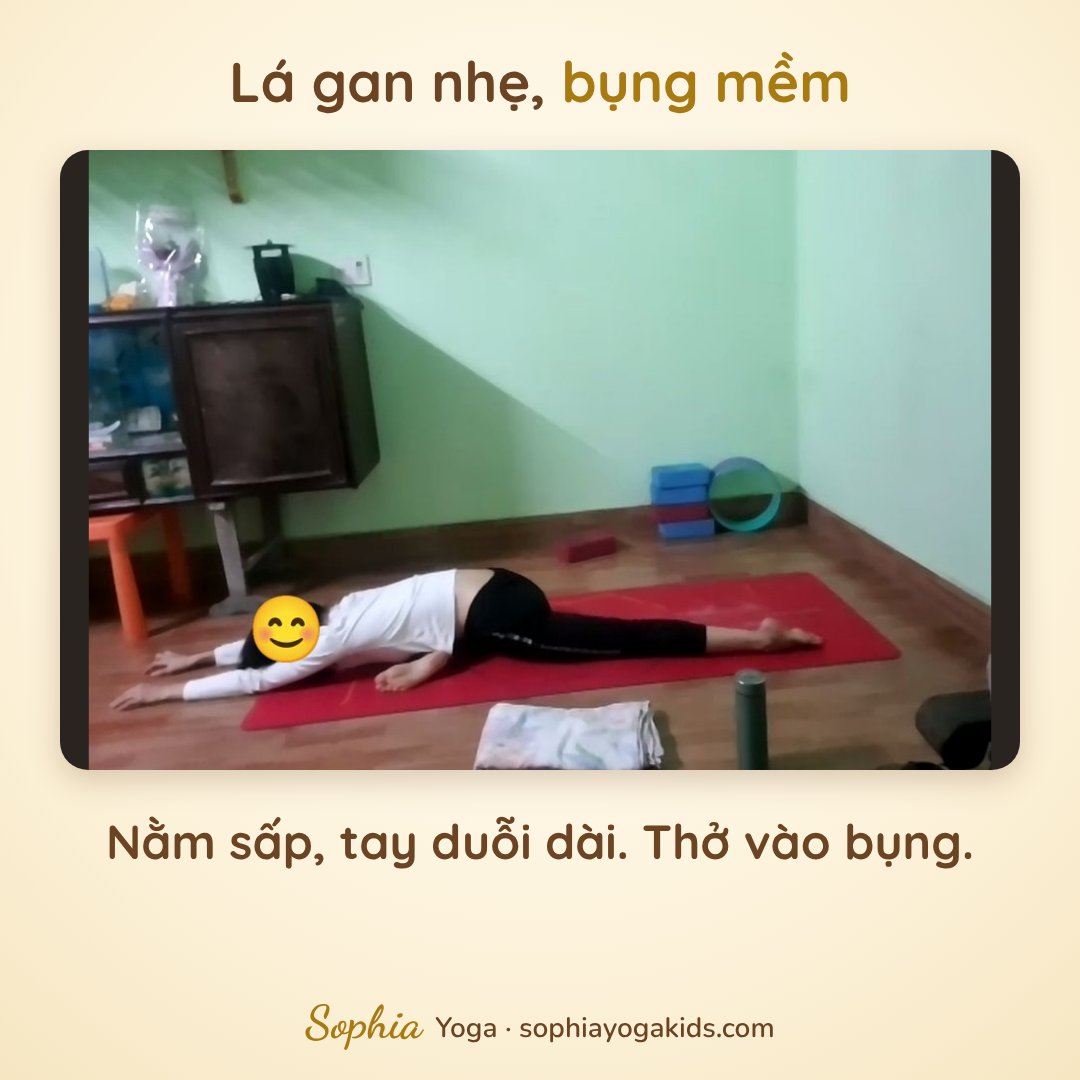 Lá gan nhẹ, bụng mềm
Nằm sấp, tay duỗi dài. Thở vào bụng.
Sophia Yoga · sophiayogakids.com